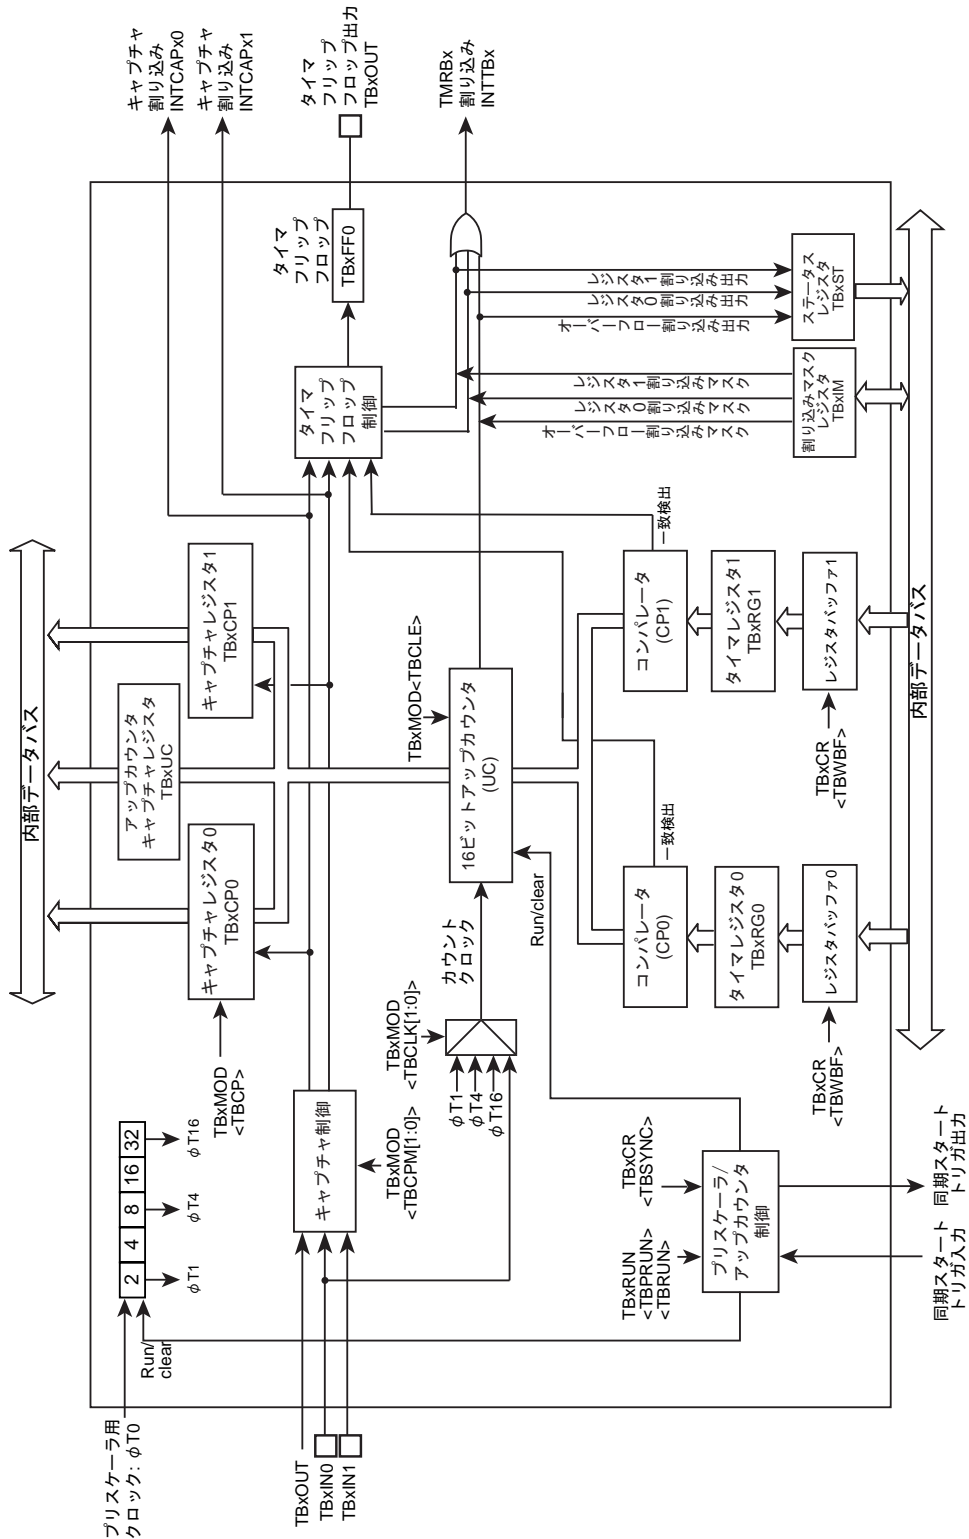 プリスケーラ用
クロック: φT0
2 4 8 16 32
φT1
φT4
φT16
Run/
clear
内部データバス
TBxMOD
<TBCP>
キャプチャレジスタ0
TBxCP0
アップカウンタ
キャプチャレジスタ
TBxUC
キャプチャレジスタ1
TBxCP1
キャプチャ
割り込み
INTCAPx0
キャプチャ
割り込み
INTCAPx1
TBxOUT
TBxIN0
TBxIN1
キャプチャ制御
TBxMOD
<TBCPM[1:0]>
タイマ
フリップ
フロップ
制御
タイマ
フリップ
フロップ
TBxFF0
タイマ
フリップ
フロップ出力
TBxOUT
TBxMOD
<TBCLK[1:0]>
φT1
φT4
φT16
カウント
クロック
TBxMOD<TBCLE>
16ビットアップカウンタ
(UC)
Run/clear
TMRBx
割り込み
INTTBx
レジスタ1割り込み出力
レジスタ0割り込み出力
オーバーフロー割り込み出力
レジスタ1割り込みマスク
レジスタ0割り込みマスク
オーバーフロー割り込みマスク
ステータス
レジスタ
TBxST
割り込みマスク
レジスタ
TBxIM
TBxRUN
<TBPRUN>
<TBRUN>
TBxCR
<TBSYNC>
プリスケーラ/
アップカウンタ
制御
コンパレータ
(CP0)
一致検出
コンパレータ
(CP1)
一致検出
タイマレジスタ0
TBxRG0
タイマレジスタ1
TBxRG1
レジスタバッファ0
レジスタバッファ1
TBxCR
<TBWBF>
TBxCR
<TBWBF>
内部データバス
同期スタート
トリガ入力
同期スタート
トリガ出力